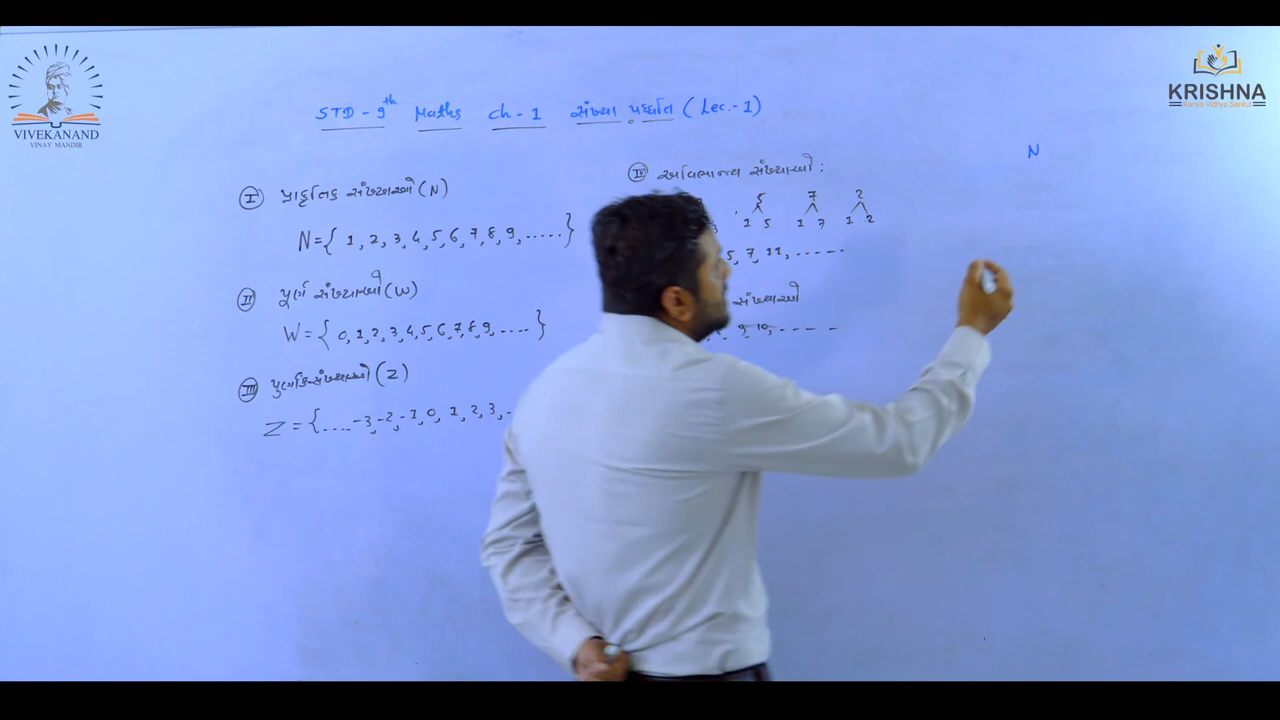 VIVEKANAND
VINAY MANDIR
KRISHNA
Kanya Vidhya Sankul
STD - 9th Maths Ch-1 સંખ્યા પદ્ધતિ (Lec.-1)
N
(I) પ્રાકૃતિક સંખ્યાઓ (N)
N = { 1, 2, 3, 4, 5, 6, 7, 8, 9, ..... }
(II) પૂર્ણ સંખ્યાઓ (W)
W = { 0, 1, 2, 3, 4, 5, 6, 7, 8, 9, .... }
(III) પુર્ણાંક સંખ્યાઓ (Z)
Z = { .... -3, -2, -1, 0, 1, 2, 3, -
(IV) અવિભાજ્ય સંખ્યાઓ :
5 7 2
1 5 1 7 1 2
5, 7, 11, ------
સંખ્યાઓ
9, 10, - - - - -